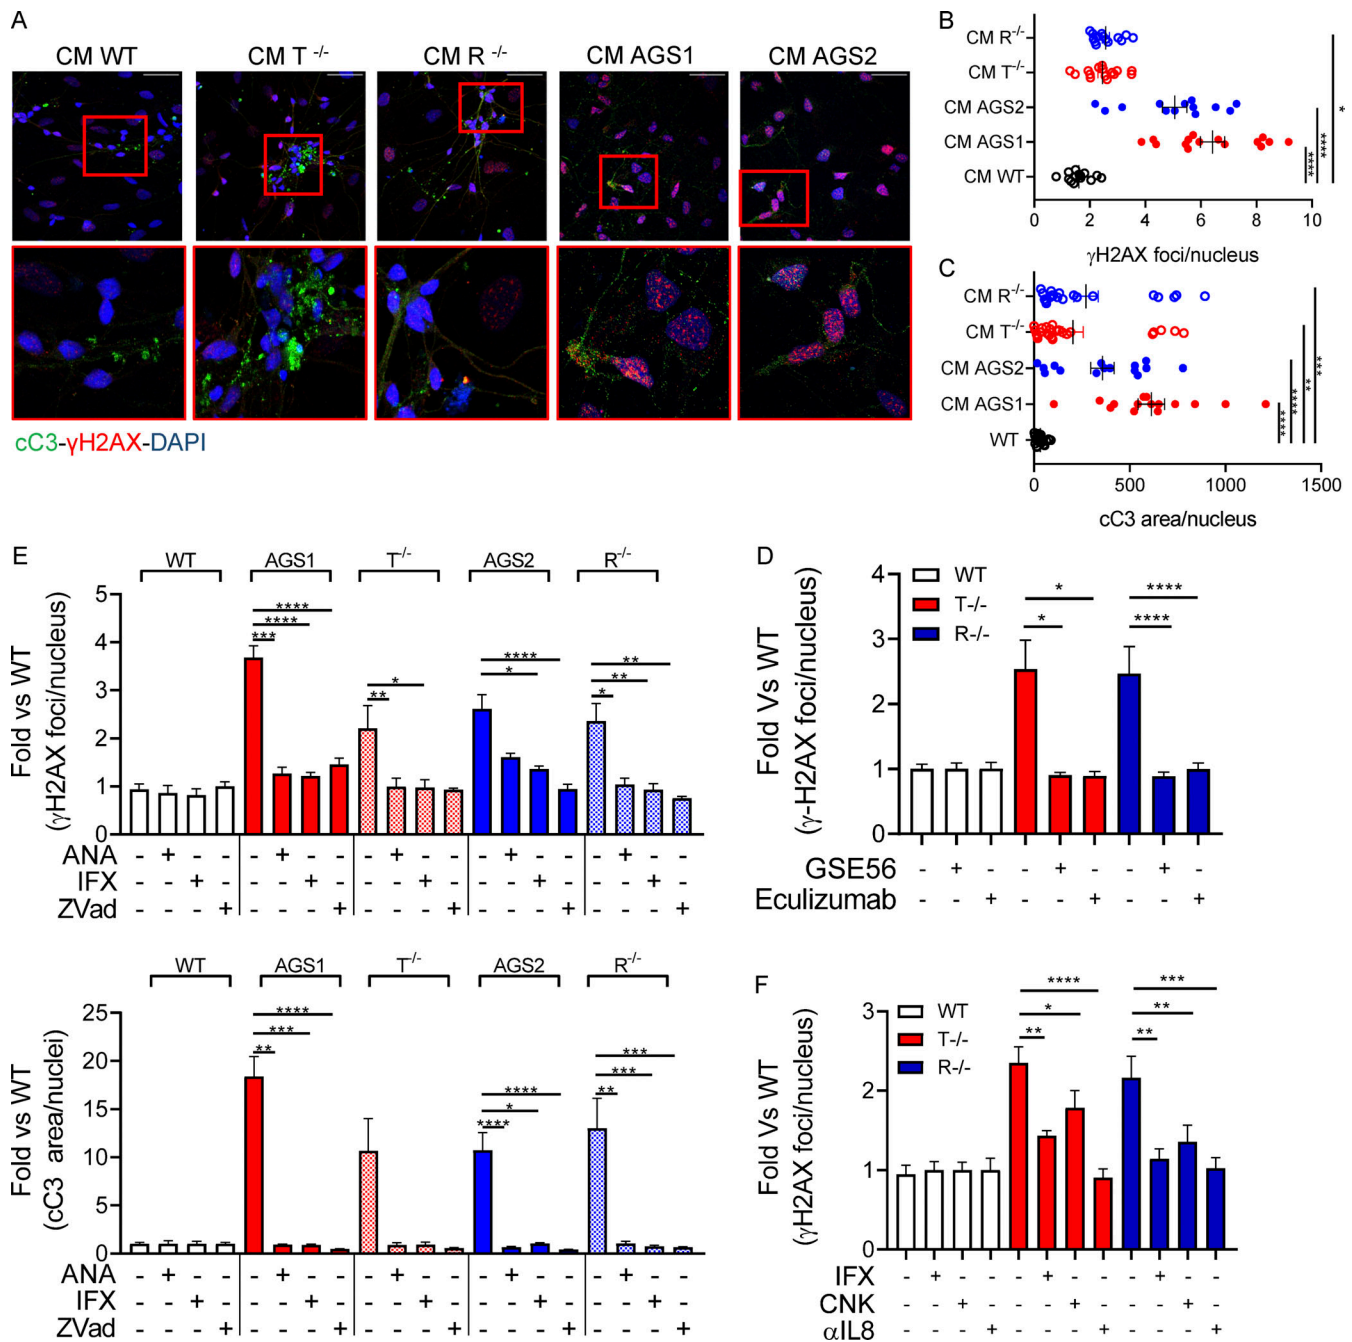 A
CM WT
CM T -/-
CM R -/-
CM AGS1
CM AGS2
cC3-γH2AX-DAPI
B
CM R-/-
CM T-/-
CM AGS2
CM AGS1
CM WT
*
****
****
0 2 4 6 8 10
γH2AX foci/nucleus
C
CM R-/-
CM T-/-
CM AGS2
CM AGS1
WT
***
**
****
****
0 500 1000 1500
cC3 area/nucleus
E
WT AGS1 T-/- AGS2 R-/-
Fold vs WT
(γH2AX foci/nucleus)
5
4
3
2
1
0
****
****
***
*
**
****
*
**
**
*
ANA - + - - - + - - - + - - - + - - - + - -
IFX - - + - - - + - - - + - - - + - - - + -
ZVad - - - + - - - + - - - + - - - + - - - +
WT AGS1 T-/- AGS2 R-/-
Fold vs WT
(cC3 area/nuclei)
25
20
15
10
5
0
****
***
**
****
*
****
***
***
**
ANA - + - - - + - - - + - - - + - - - + - -
IFX - - + - - - + - - - + - - - + - - - + -
ZVad - - - + - - - + - - - + - - - + - - - +
D
WT
T-/-
R-/-
Fold Vs WT
(γ-H2AX foci/nucleus)
4
3
2
1
0
*
*
****
****
GSE56 - + - - + - - + -
Eculizumab - - + - - + - - +
F
WT
T-/-
R-/-
Fold Vs WT
(γH2AX foci/nucleus)
3
2
1
0
****
*
**
***
**
**
IFX - + - - - + - - - + - -
CNK - - + - - - + - - - + -
αIL8 - - - + - - - + - - - +